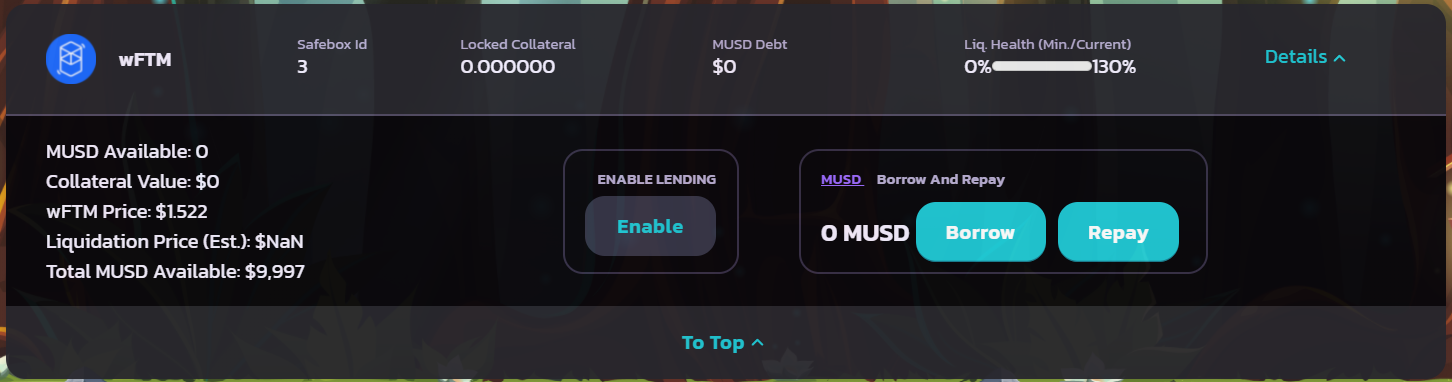 wFTM
Safebox Id
3
Locked Collateral
0.000000
MUSD Debt
$0
Liq. Health (Min./Current)
0% 130%
Details
MUSD Available: 0
Collateral Value: $0
wFTM Price: $1.522
Liquidation Price (Est.): $NaN
Total MUSD Available: $9,997
ENABLE LENDING
Enable
MUSD Borrow And Repay
0 MUSD Borrow Repay
To Top